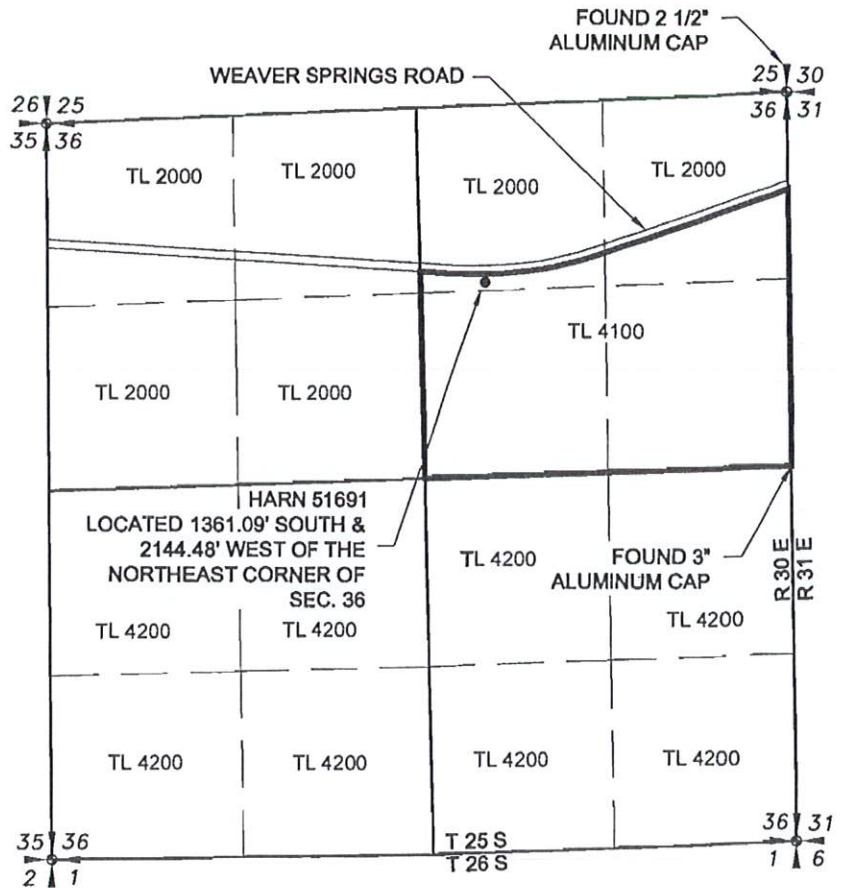 FOUND 2 1/2"
ALUMINUM CAP
WEAVER SPRINGS ROAD
26 25
35 36
25 30
36 31
TL 2000
TL 2000
TL 2000
TL 2000
TL 4100
TL 2000
TL 2000
HARN 51691
LOCATED 1361.09' SOUTH &
2144.48' WEST OF THE
NORTHEAST CORNER OF
SEC. 36
TL 4200
FOUND 3"
ALUMINUM CAP
R 30 E
R 31 E
TL 4200
TL 4200
TL 4200
TL 4200
TL 4200
TL 4200
TL 4200
35 36
2 1
T 25 S
T 26 S
36 31
1 6